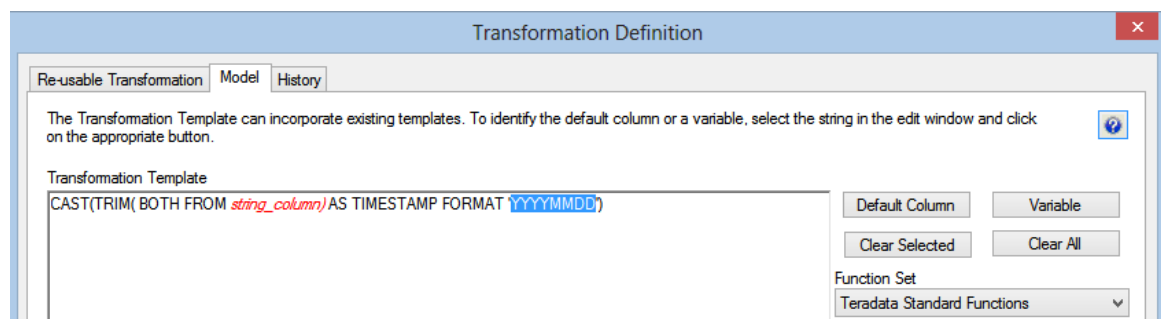 Transformation Definition
×
Re-usable Transformation Model History
The Transformation Template can incorporate existing templates. To identify the default column or a variable, select the string in the edit window and click
on the appropriate button.
?
Transformation Template
CAST(TRIM( BOTH FROM string_column) AS TIMESTAMP FORMAT 'YYYYMMDD')
Default Column Variable
Clear Selected Clear All
Function Set
Teradata Standard Functions